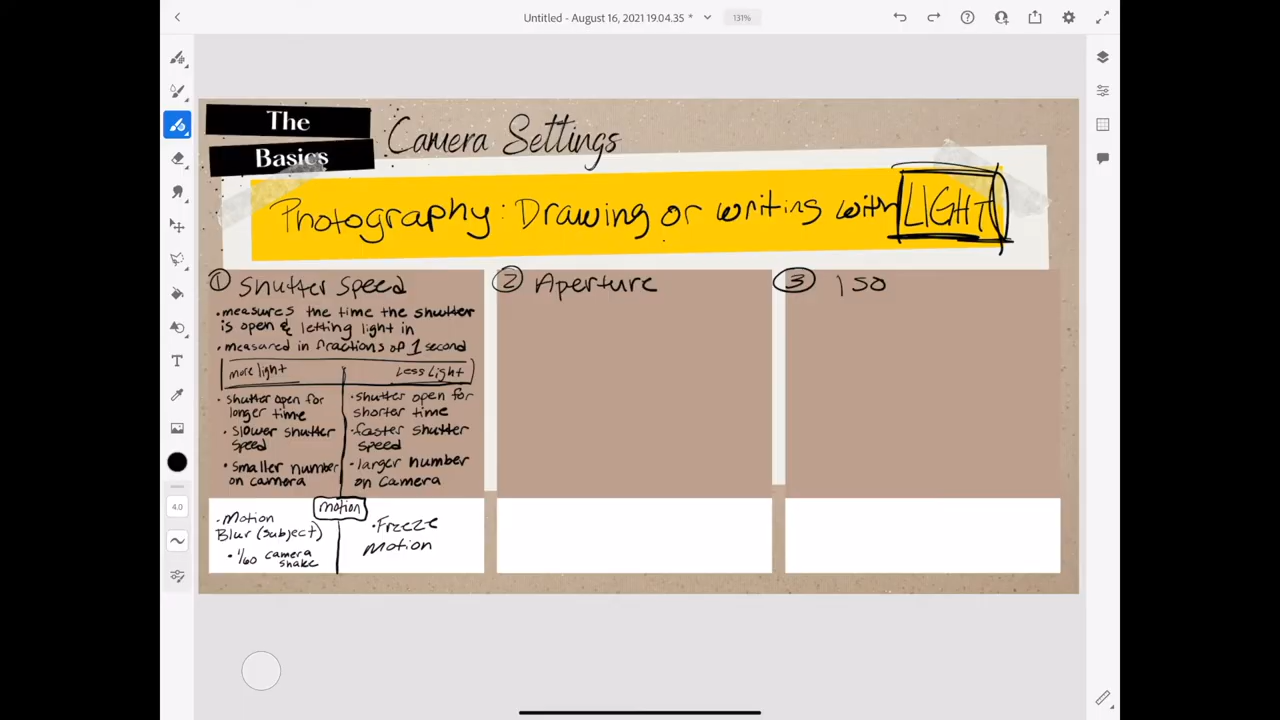 Untitled - August 16, 2021 19.04.35 *
131%
The
Basics
Camera Settings
Photography: Drawing or writing with LIGHT
① Shutter Speed
• measures the time the shutter
is open & letting light in
• measured in fractions of 1 second
more light
Less Light
• shutter open for
longer time
• slower shutter
speed
• smaller number
on camera
• shutter open for
shorter time
• faster shutter
speed
• larger number
on camera
motion
• Motion
Blur (subject)
• 1/60 camera
shake
• Freeze
Motion
② Aperture
③ ISO
T
4.0